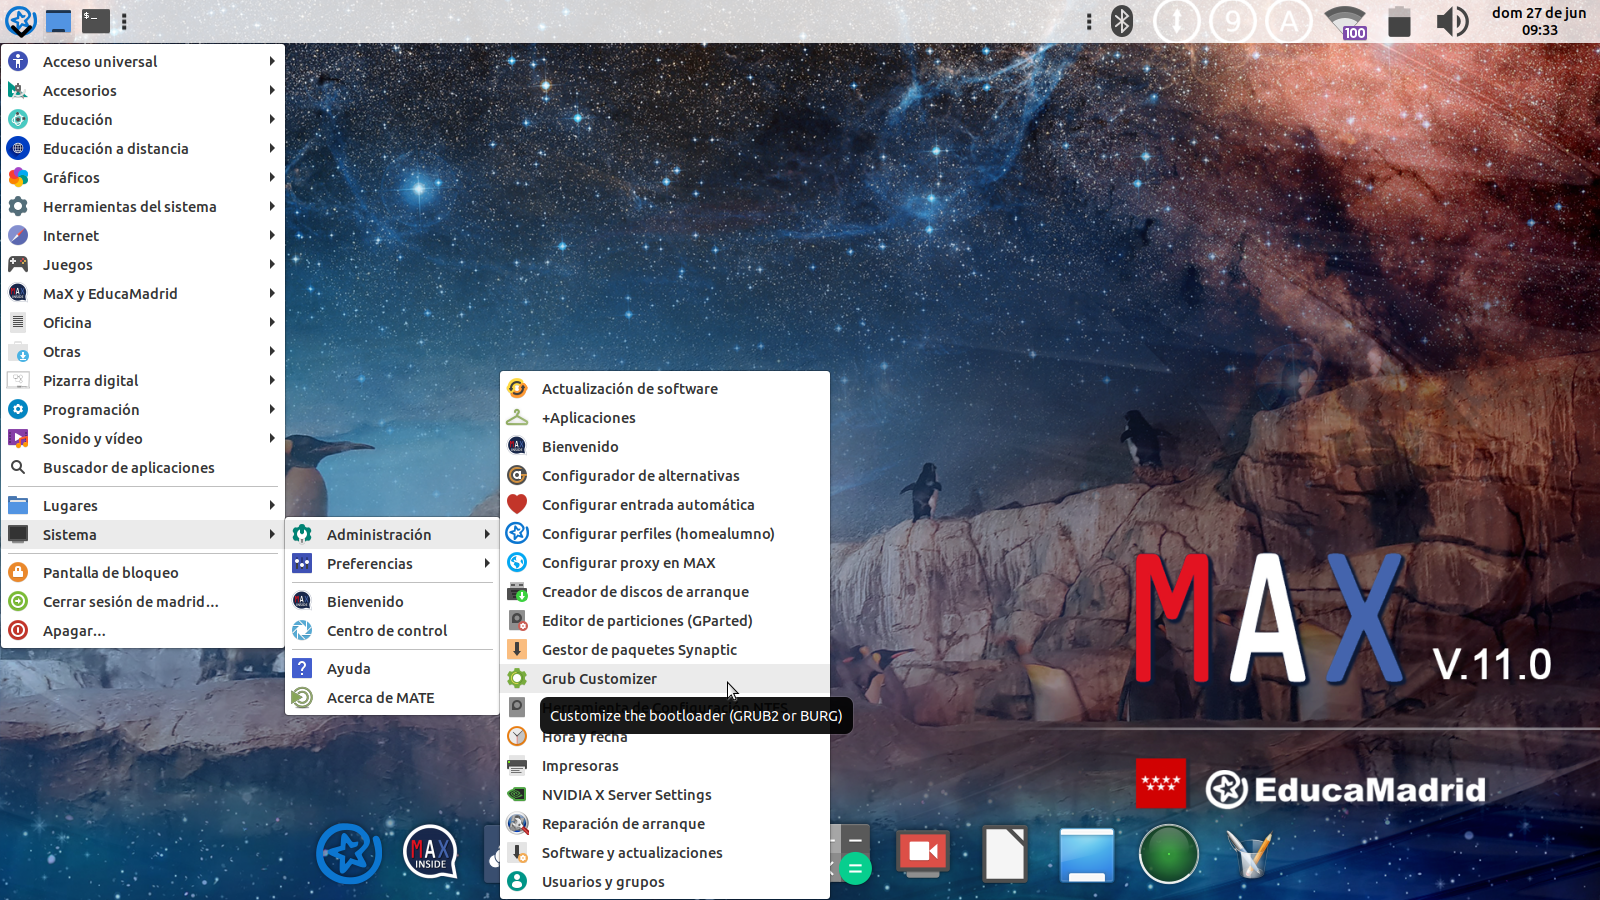 $ _
9
A
100
dom 27 de jun
09:33
Acceso universal
Accesorios
Educación
Educación a distancia
Gráficos
Herramientas del sistema
Internet
Juegos
MaX y EducaMadrid
Oficina
Otras
Pizarra digital
Programación
Sonido y vídeo
Buscador de aplicaciones
Lugares
Sistema
Pantalla de bloqueo
Cerrar sesión de madrid...
Apagar...
Administración
Preferencias
Bienvenido
Centro de control
Ayuda
Acerca de MATE
Actualización de software
+Aplicaciones
Bienvenido
Configurador de alternativas
Configurar entrada automática
Configurar perfiles (homealumno)
Configurar proxy en MAX
Creador de discos de arranque
Editor de particiones (GParted)
Gestor de paquetes Synaptic
Grub Customizer
Customize the bootloader (GRUB2 or BURG)
Hora y fecha
Impresoras
NVIDIA X Server Settings
Reparación de arranque
Software y actualizaciones
Usuarios y grupos
MAX
V.11.0
EducaMadrid
MAX
INSIDE